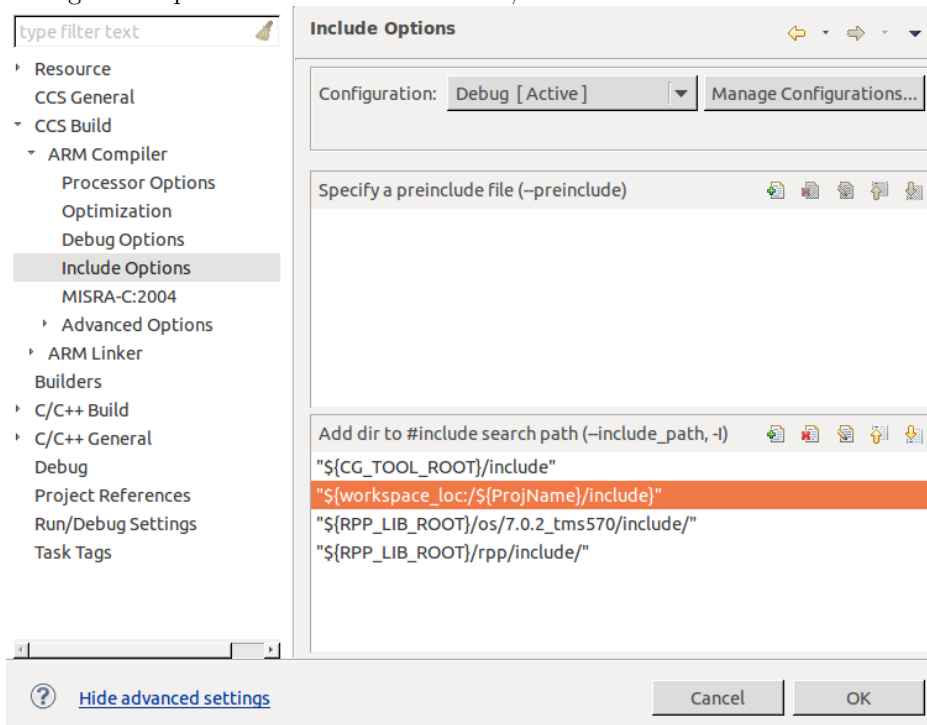 type filter text
Resource
CCS General
CCS Build
ARM Compiler
Processor Options
Optimization
Debug Options
Include Options
MISRA-C:2004
Advanced Options
ARM Linker
Builders
C/C++ Build
C/C++ General
Debug
Project References
Run/Debug Settings
Task Tags
Include Options
Configuration: Debug [ Active ] Manage Configurations...
Specify a preinclude file (--preinclude)
Add dir to #include search path (--include_path, -I)
"${CG_TOOL_ROOT}/include"
"${workspace_loc:/${ProjName}/include}"
"${RPP_LIB_ROOT}/os/7.0.2_tms570/include/"
"${RPP_LIB_ROOT}/rpp/include/"
Hide advanced settings
Cancel OK